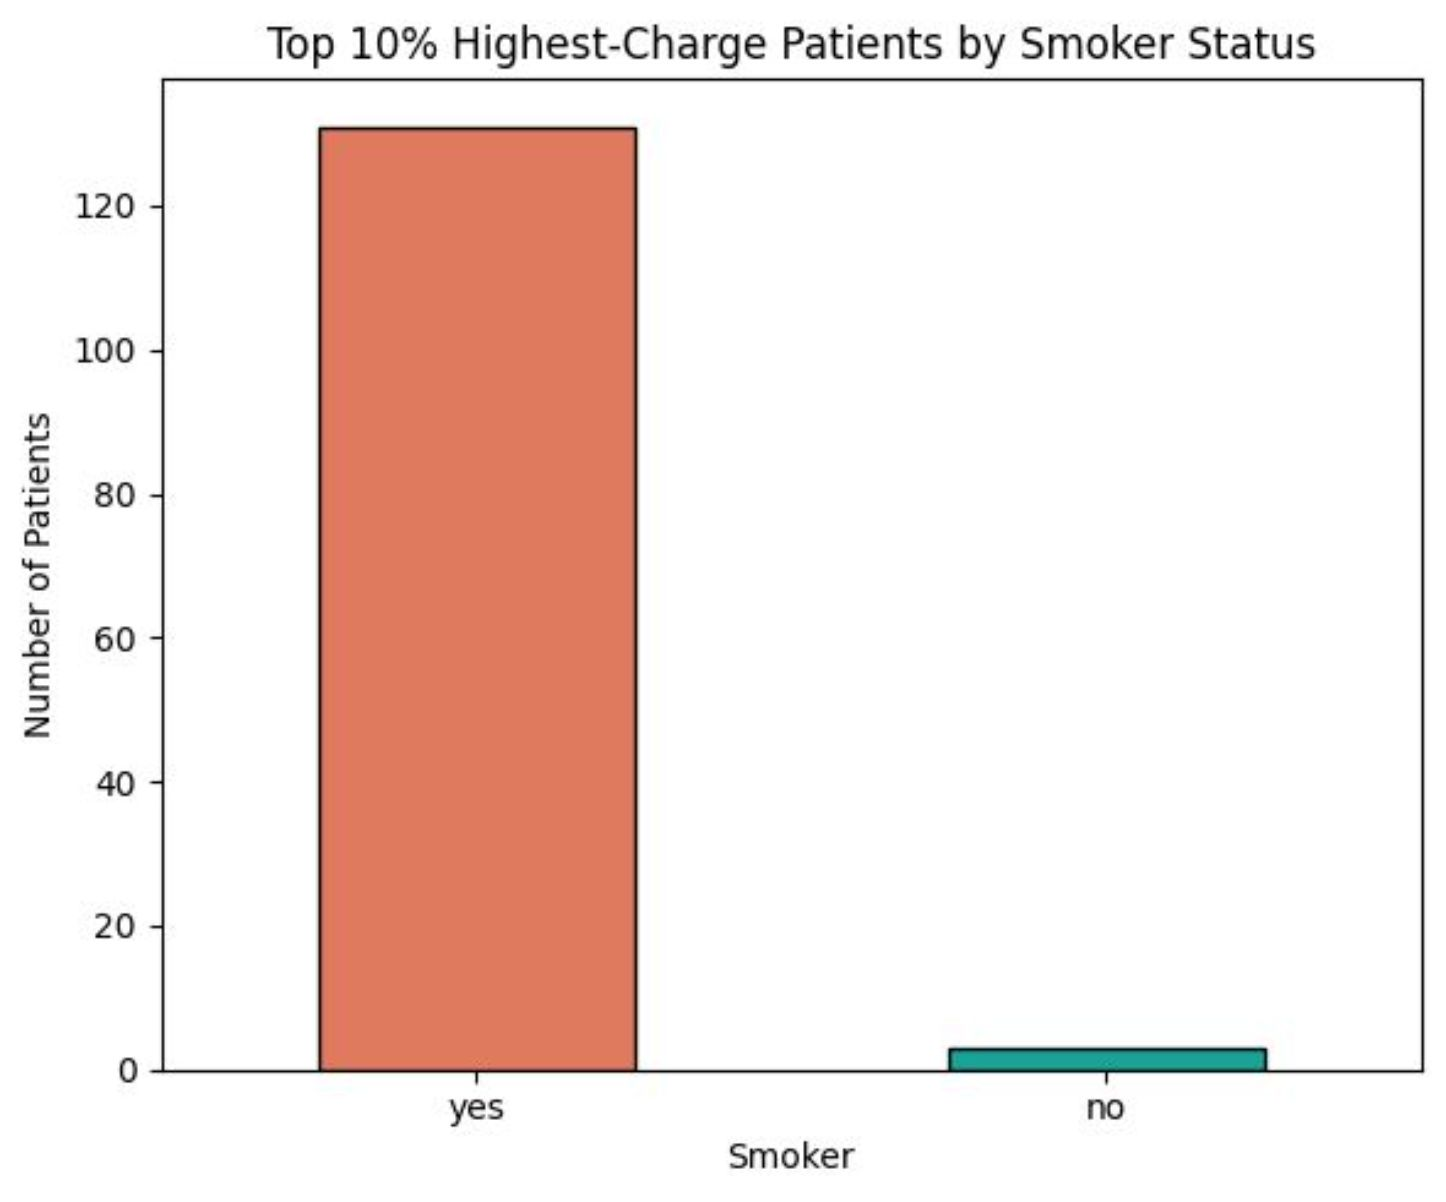 Top 10% Highest-Charge Patients by Smoker Status
Number of Patients
120
100
80
60
40
20
0
yes
no
Smoker